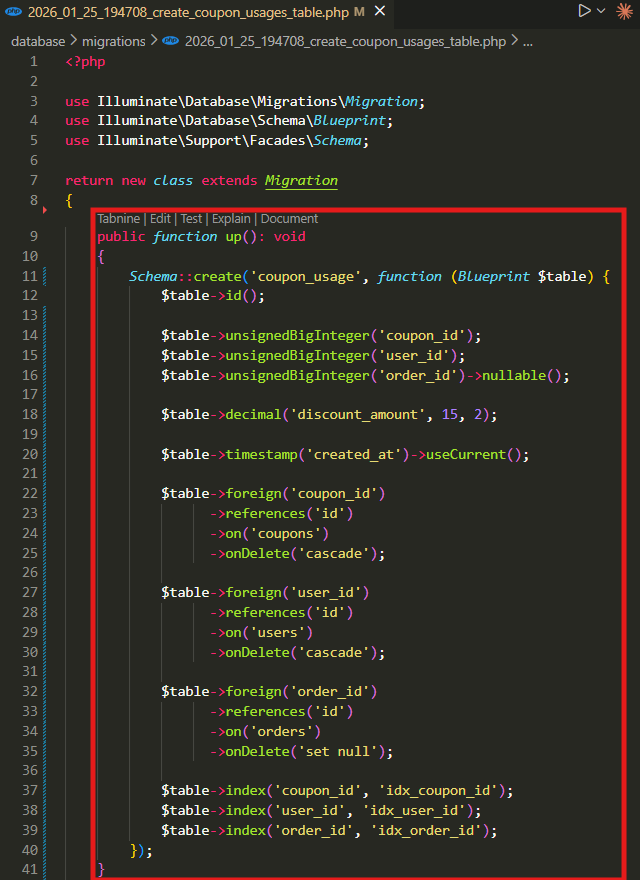 php 2026_01_25_194708_create_coupon_usages_table.php M ×
database > migrations > php 2026_01_25_194708_create_coupon_usages_table.php > ...
1 <?php
2
3 use Illuminate\Database\Migrations\Migration;
4 use Illuminate\Database\Schema\Blueprint;
5 use Illuminate\Support\Facades\Schema;
6
7 return new class extends Migration
8 {
Tabnine | Edit | Test | Explain | Document
9 public function up(): void
10 {
11 Schema::create('coupon_usage', function (Blueprint $table) {
12 $table->id();
13
14 $table->unsignedBigInteger('coupon_id');
15 $table->unsignedBigInteger('user_id');
16 $table->unsignedBigInteger('order_id')->nullable();
17
18 $table->decimal('discount_amount', 15, 2);
19
20 $table->timestamp('created_at')->useCurrent();
21
22 $table->foreign('coupon_id')
23 ->references('id')
24 ->on('coupons')
25 ->onDelete('cascade');
26
27 $table->foreign('user_id')
28 ->references('id')
29 ->on('users')
30 ->onDelete('cascade');
31
32 $table->foreign('order_id')
33 ->references('id')
34 ->on('orders')
35 ->onDelete('set null');
36
37 $table->index('coupon_id', 'idx_coupon_id');
38 $table->index('user_id', 'idx_user_id');
39 $table->index('order_id', 'idx_order_id');
40 });
41 }